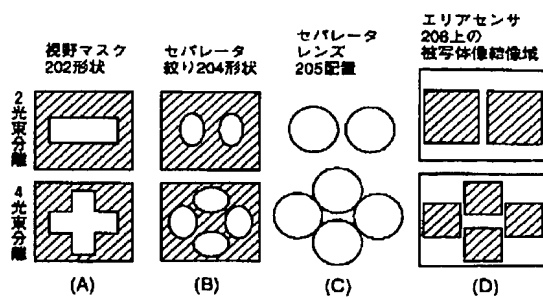 視野マスク
202形状
セパレータ
絞り204形状
セパレータ
レンズ
205配置
エリアセンサ
206上の
被写体像結像域
2光束分離
4光束分離
(A)
(B)
(C)
(D)